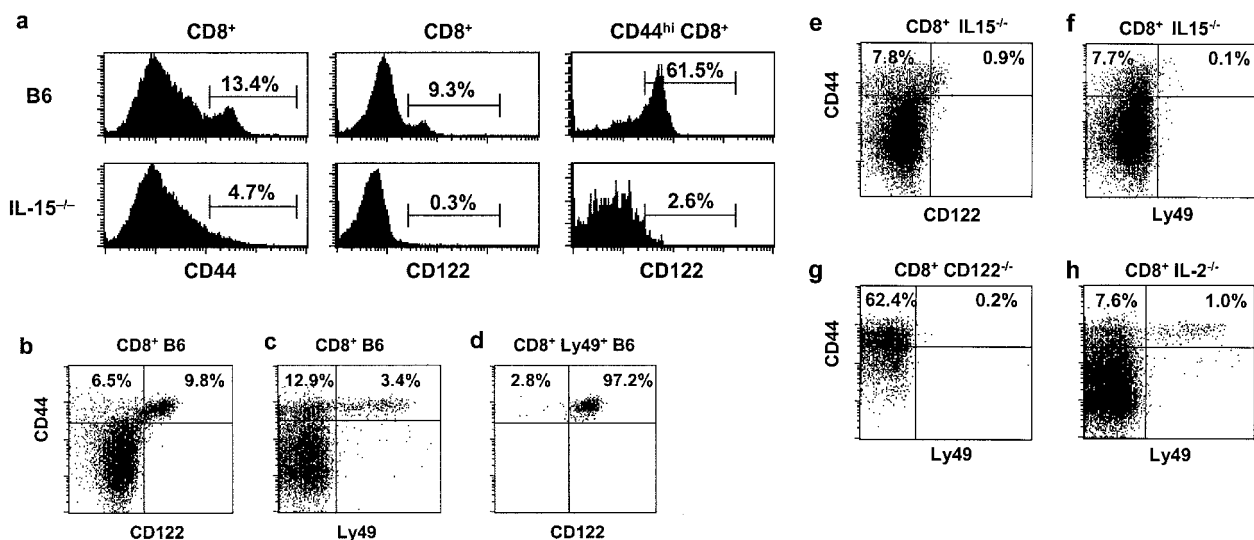 a
CD8⁺ CD8⁺ CD44ʰⁱ CD8⁺
B6
13.4% 9.3% 61.5%
IL-15⁻/⁻
4.7% 0.3% 2.6%
CD44 CD122 CD122
b
CD8⁺ B6
6.5% 9.8%
CD44
CD122
c
CD8⁺ B6
12.9% 3.4%
Ly49
d
CD8⁺ Ly49⁺ B6
2.8% 97.2%
CD122
e
CD8⁺ IL15⁻/⁻
7.8% 0.9%
CD44
CD122
f
CD8⁺ IL15⁻/⁻
7.7% 0.1%
Ly49
g
CD8⁺ CD122⁻/⁻
62.4% 0.2%
CD44
Ly49
h
CD8⁺ IL-2⁻/⁻
7.6% 1.0%
Ly49